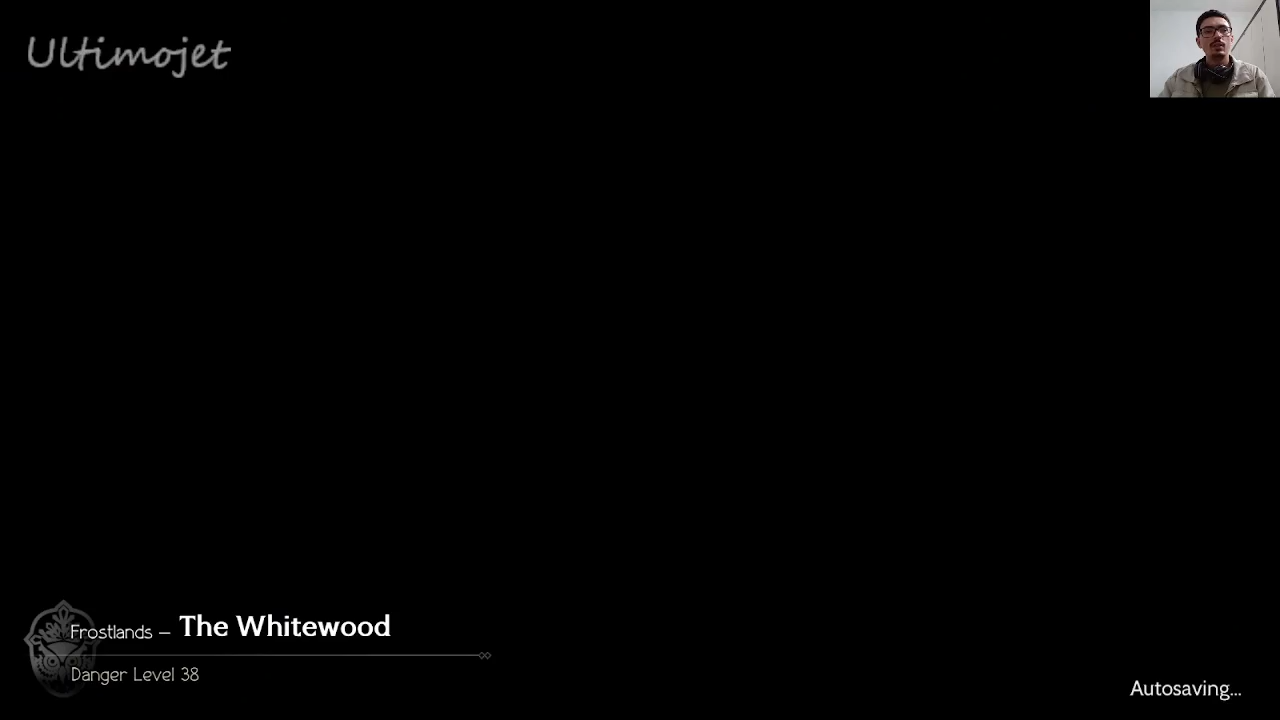 Ultimojet
Frostlands – The Whitewood
Danger Level 38
Autosaving...